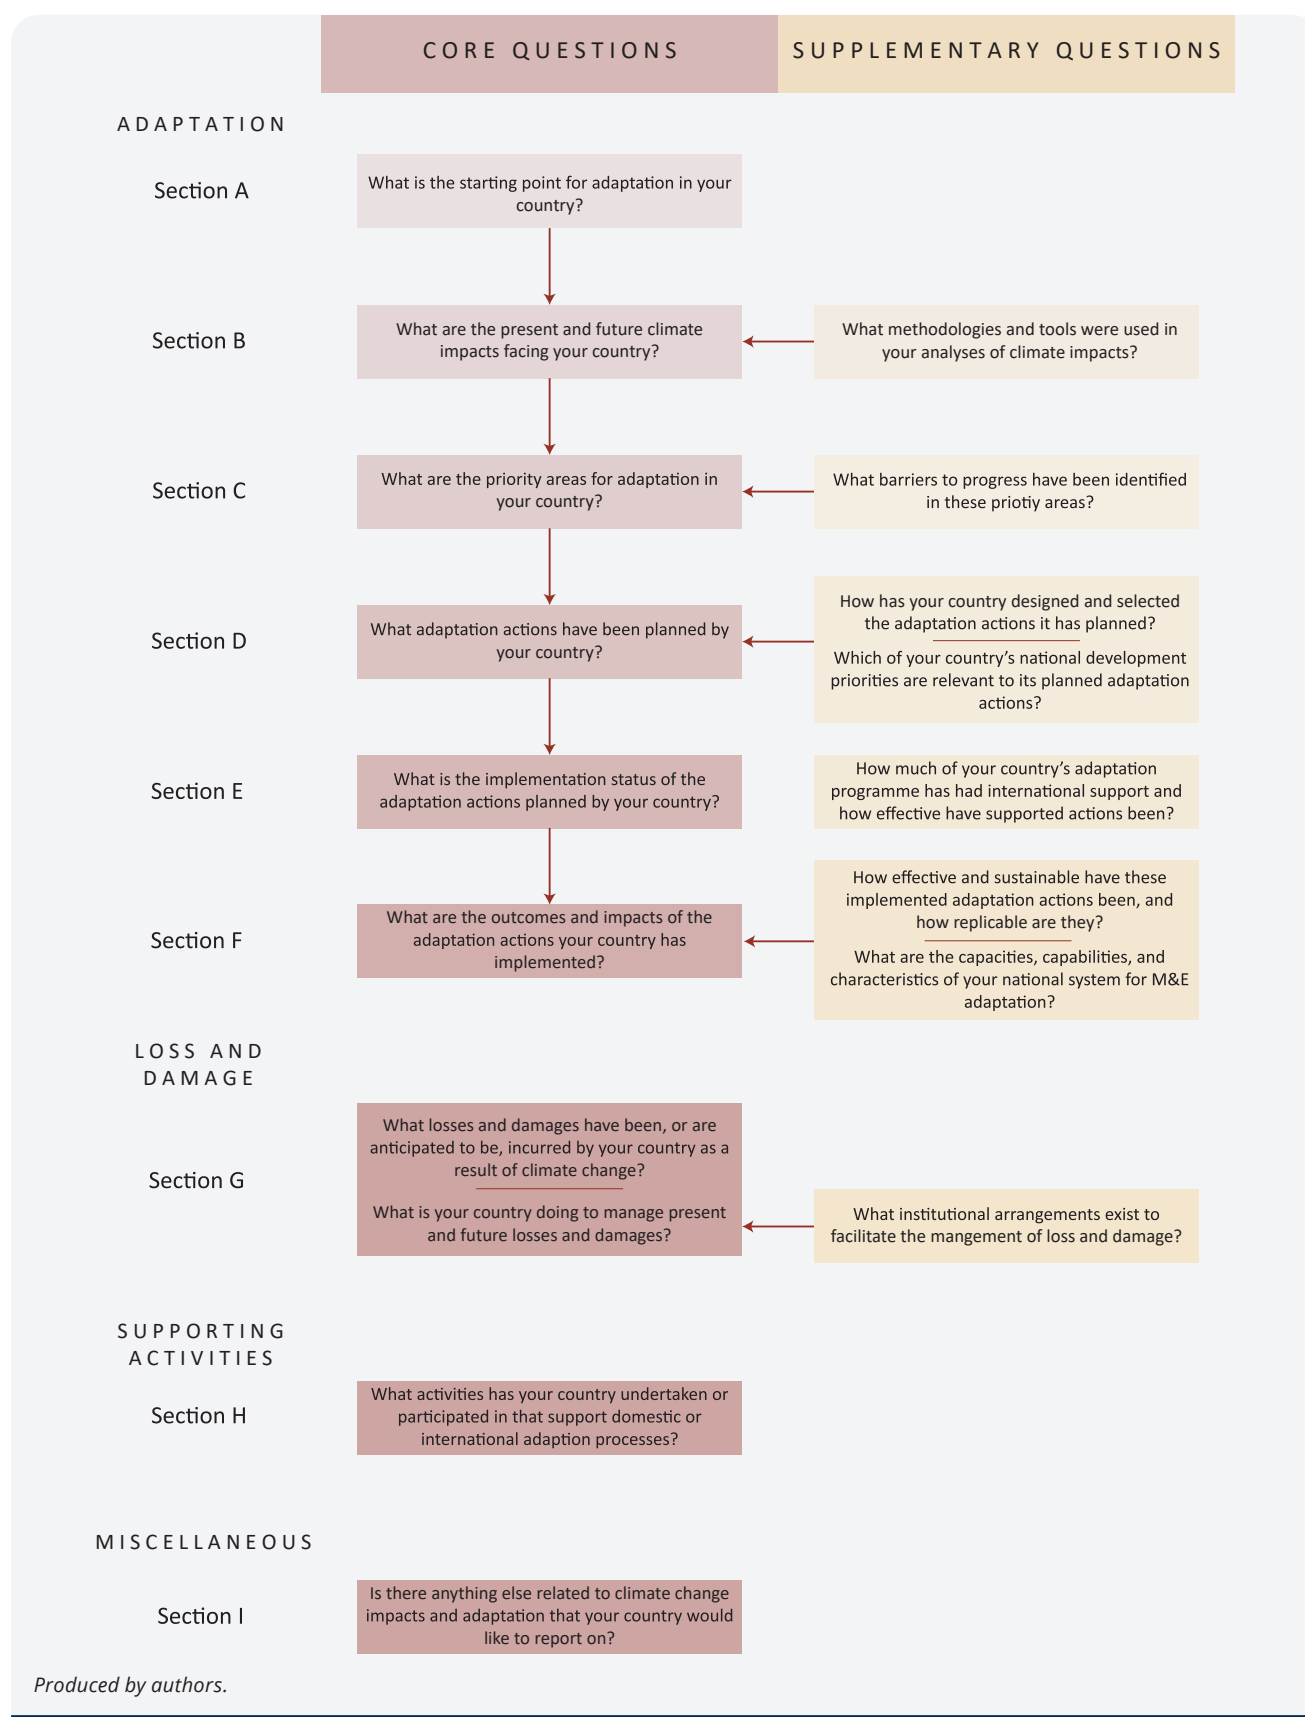 CORE QUESTIONS
SUPPLEMENTARY QUESTIONS
ADAPTATION
Section A
What is the starting point for adaptation in your
country?
Section B
What are the present and future climate
impacts facing your country?
What methodologies and tools were used in
your analyses of climate impacts?
Section C
What are the priority areas for adaptation in
your country?
What barriers to progress have been identified
in these priotiy areas?
Section D
What adaptation actions have been planned by
your country?
How has your country designed and selected
the adaptation actions it has planned?
Which of your country’s national development
priorities are relevant to its planned adaptation
actions?
Section E
What is the implementation status of the
adaptation actions planned by your country?
How much of your country’s adaptation
programme has had international support and
how effective have supported actions been?
Section F
What are the outcomes and impacts of the
adaptation actions your country has
implemented?
How effective and sustainable have these
implemented adaptation actions been, and
how replicable are they?
What are the capacities, capabilities, and
characteristics of your national system for M&E
adaptation?
LOSS AND
DAMAGE
Section G
What losses and damages have been, or are
anticipated to be, incurred by your country as a
result of climate change?
What is your country doing to manage present
and future losses and damages?
What institutional arrangements exist to
facilitate the mangement of loss and damage?
SUPPORTING
ACTIVITIES
Section H
What activities has your country undertaken or
participated in that support domestic or
international adaption processes?
MISCELLANEOUS
Section I
Is there anything else related to climate change
impacts and adaptation that your country would
like to report on?
Produced by authors.